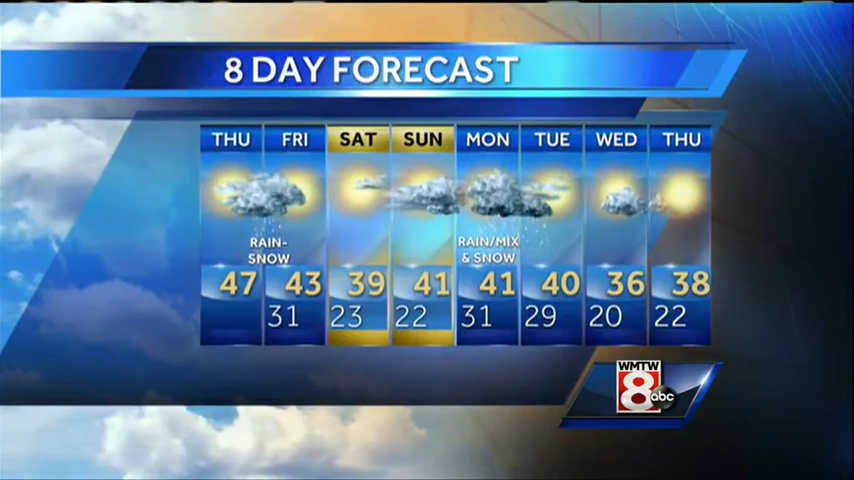 8 DAY FORECAST
THU FRI SAT SUN MON TUE WED THU
RAIN-
SNOW
RAIN/MIX
& SNOW
47 43 39 41 41 40 36 38
31 23 22 31 29 20 22
WMTW
8
abc